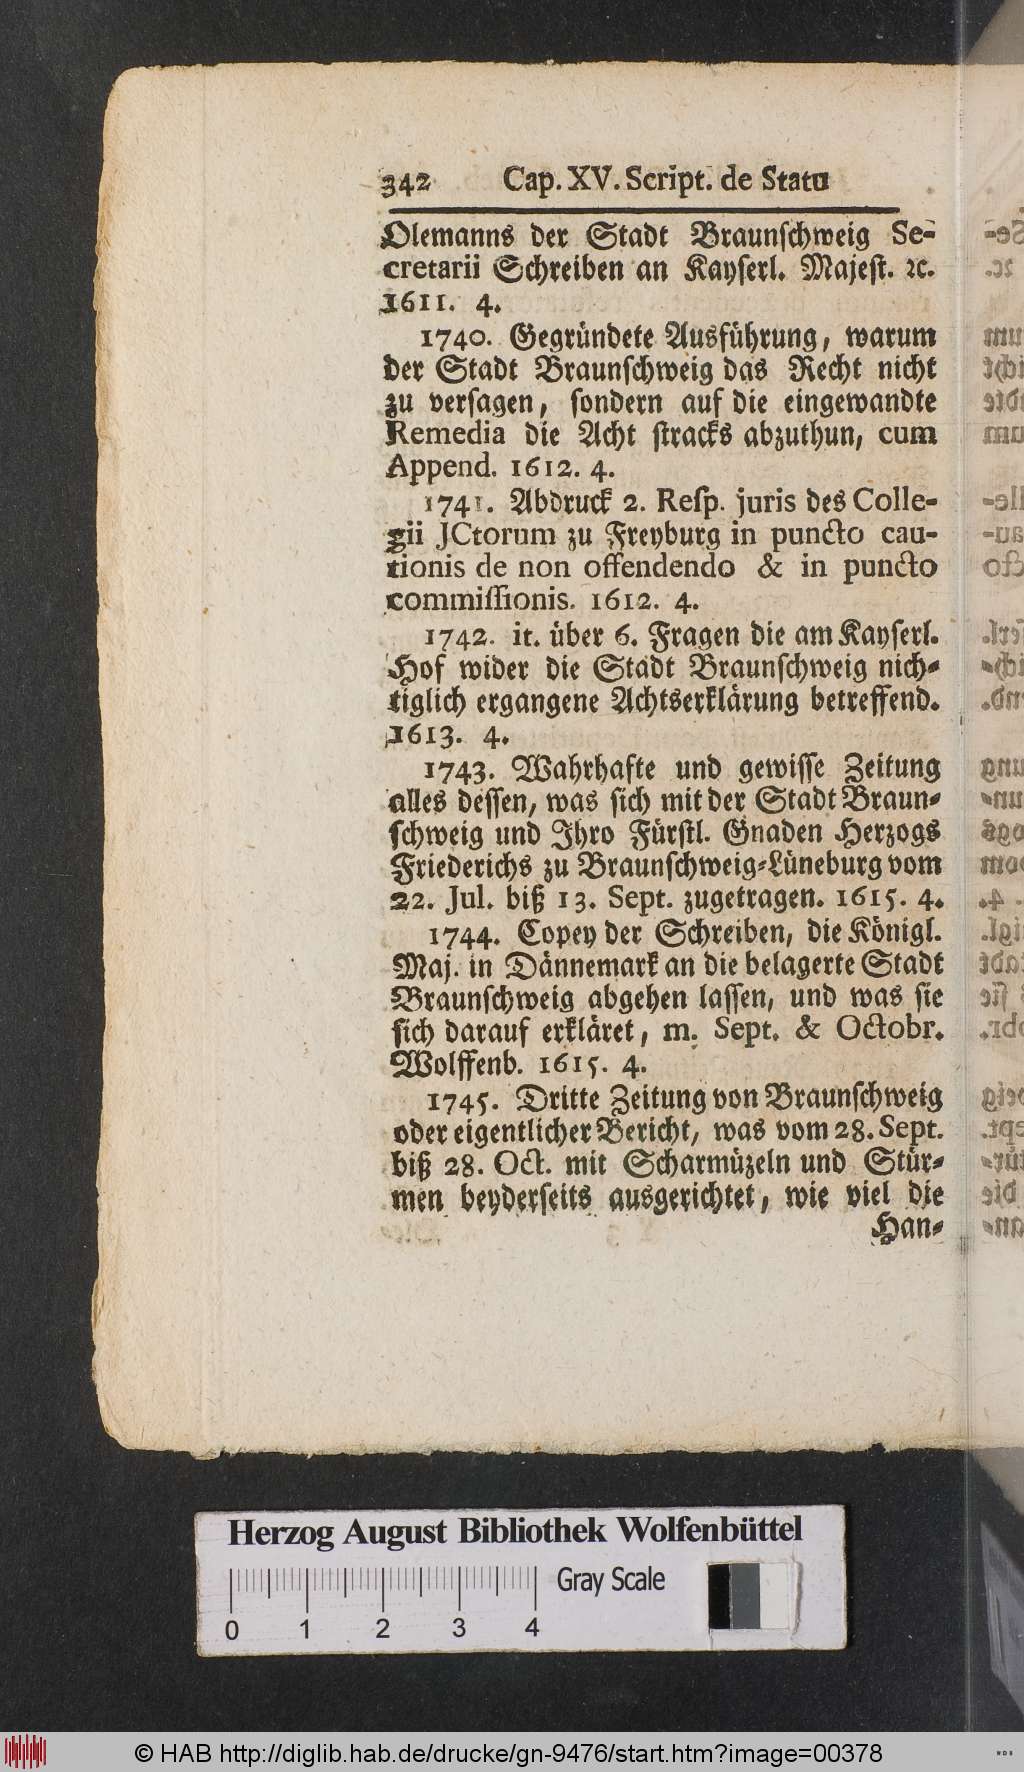 342 Cap. XV. Script. de Statu
Olemanns der Stadt Braunschweig Se-
cretarii Schreiben an Kayserl. Majest. ꝛc.
1611. 4.
1740. Gegründete Ausführung, warum
der Stadt Braunschweig das Recht nicht
zu versagen, sondern auf die eingewandte
Remedia die Acht stracks abzuthun, cum
Append. 1612. 4.
1741. Abdruck 2. Resp. juris des Colle-
gii JCtorum zu Freyburg in puncto cau-
tionis de non offendendo & in puncto
commissionis. 1612. 4.
1742. it. über 6. Fragen die am Kayserl.
Hof wider die Stadt Braunschweig nich-
tiglich ergangene Achtserklärung betreffend.
1613. 4.
1743. Wahrhafte und gewisse Zeitung
alles dessen, was sich mit der Stadt Braun-
schweig und Ihro Fürstl. Gnaden Herzogs
Friederichs zu Braunschweig-Lüneburg vom
22. Jul. biß 13. Sept. zugetragen. 1615. 4.
1744. Copey der Schreiben, die Königl.
Maj. in Dännemark an die belagerte Stadt
Braunschweig abgehen lassen, und was sie
sich darauf erkläret, m. Sept. & Octobr.
Wolffenb. 1615. 4.
1745. Dritte Zeitung von Braunschweig
oder eigentlicher Bericht, was vom 28. Sept.
biß 28. Oct. mit Scharmüzeln und Stür-
men beyderseits ausgerichtet, wie viel die
Han-
Herzog August Bibliothek Wolfenbüttel
Gray Scale
0 1 2 3 4
© HAB http://diglib.hab.de/drucke/gn-9476/start.htm?image=00378